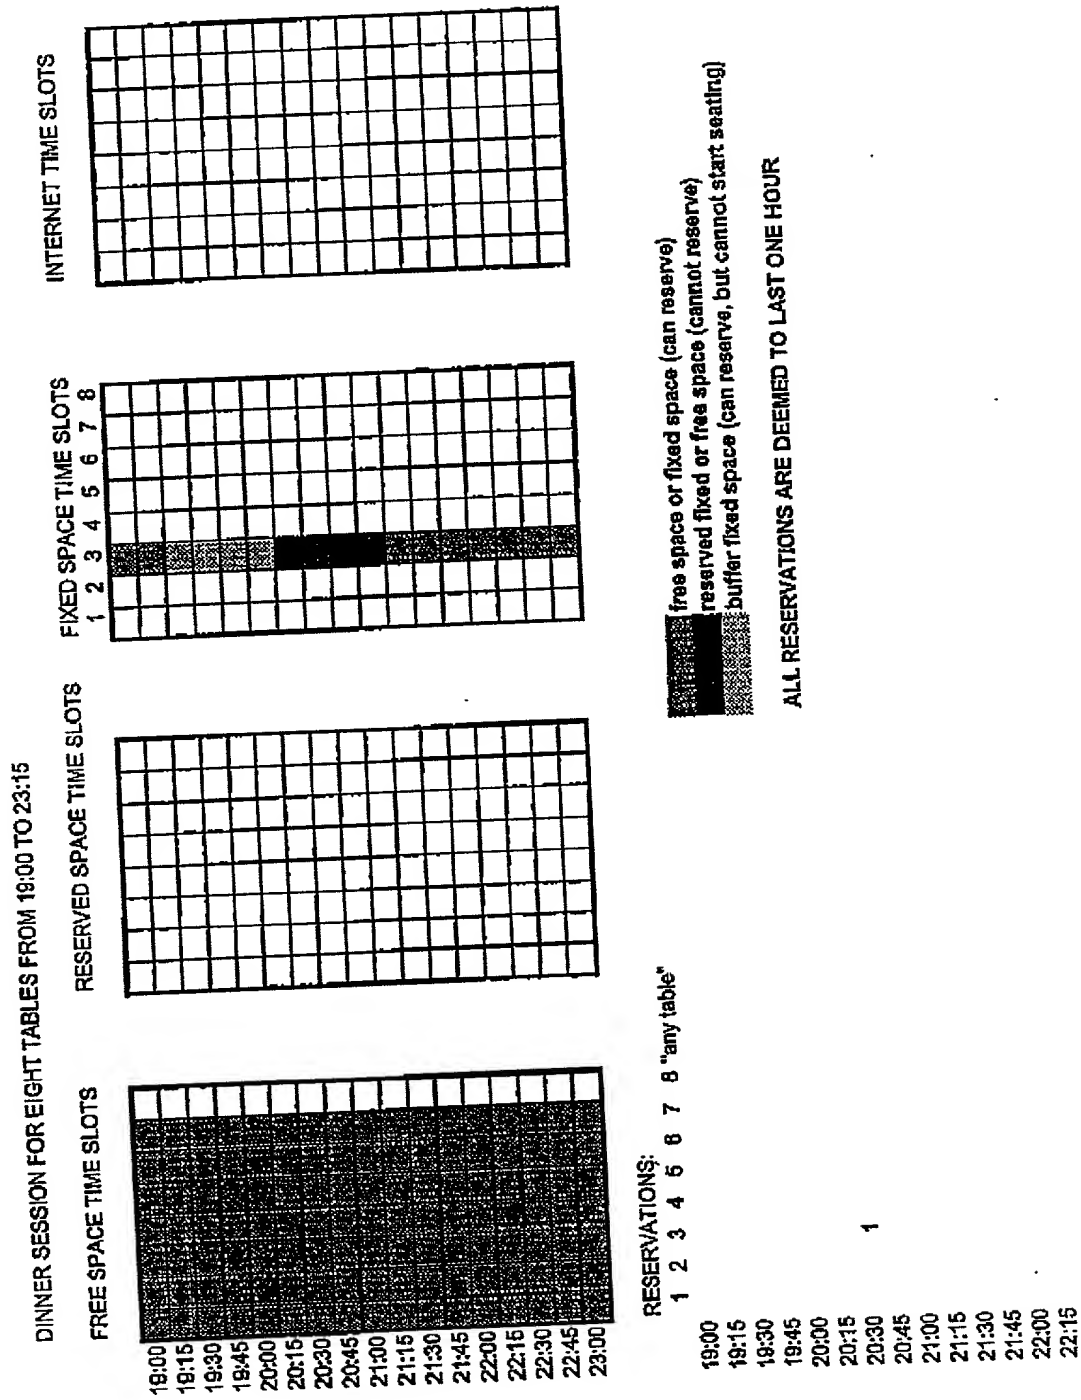 DINNER SESSION FOR EIGHT TABLES FROM 19:00 TO 23:15
FREE SPACE TIME SLOTS
RESERVED SPACE TIME SLOTS
FIXED SPACE TIME SLOTS
INTERNET TIME SLOTS
1 2 3 4 5 6 7 8
19:00
19:15
19:30
19:45
20:00
20:15
20:30
20:45
21:00
21:15
21:30
21:45
22:00
22:15
22:30
22:45
23:00
free space or fixed space (can reserve)
reserved fixed or free space (cannot reserve)
buffer fixed space (can reserve, but cannot start seating)
ALL RESERVATIONS ARE DEEMED TO LAST ONE HOUR
RESERVATIONS:
1 2 3 4 5 6 7 8 "any table"
19:00
19:15
19:30
19:45
20:00
20:15
20:30 1
20:45
21:00
21:15
21:30
21:45
22:00
22:15